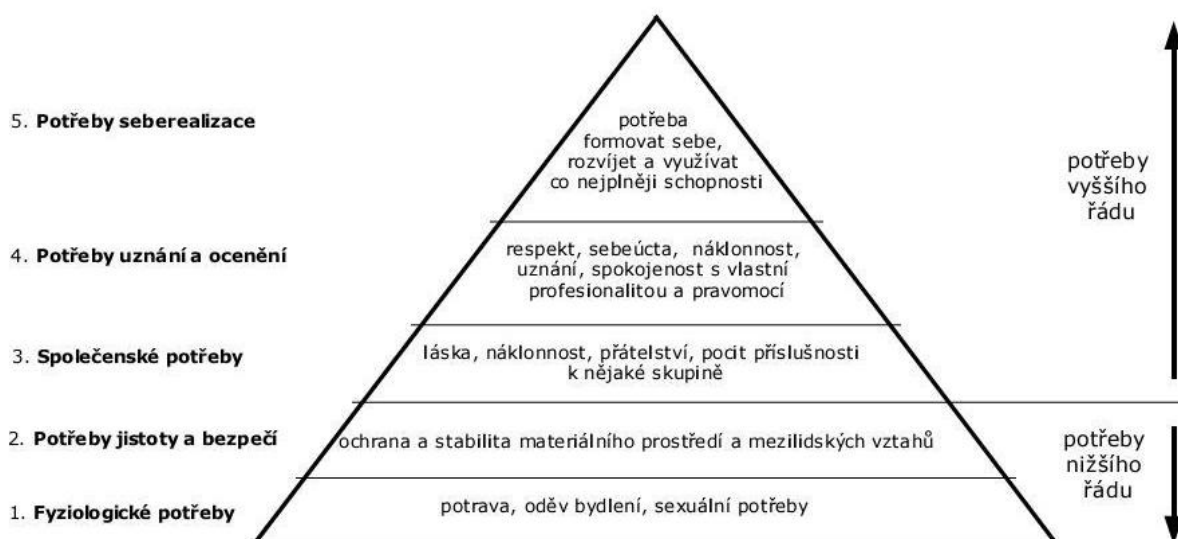 5. Potřeby seberealizace
potřeba
formovat sebe,
rozvíjet a využívat
co nejplněji schopnosti
potřeby
vyššího
řádu
4. Potřeby uznání a ocenění
respekt, sebeúcta, náklonnost,
uznání, spokojenost s vlastní
profesionalitou a pravomocí
3. Společenské potřeby
láska, náklonnost, přátelství, pocit příslušnosti
k nějaké skupině
2. Potřeby jistoty a bezpečí
ochrana a stabilita materiálního prostředí a mezilidských vztahů
potřeby
nižšího
řádu
1. Fyziologické potřeby
potrava, oděv bydlení, sexuální potřeby